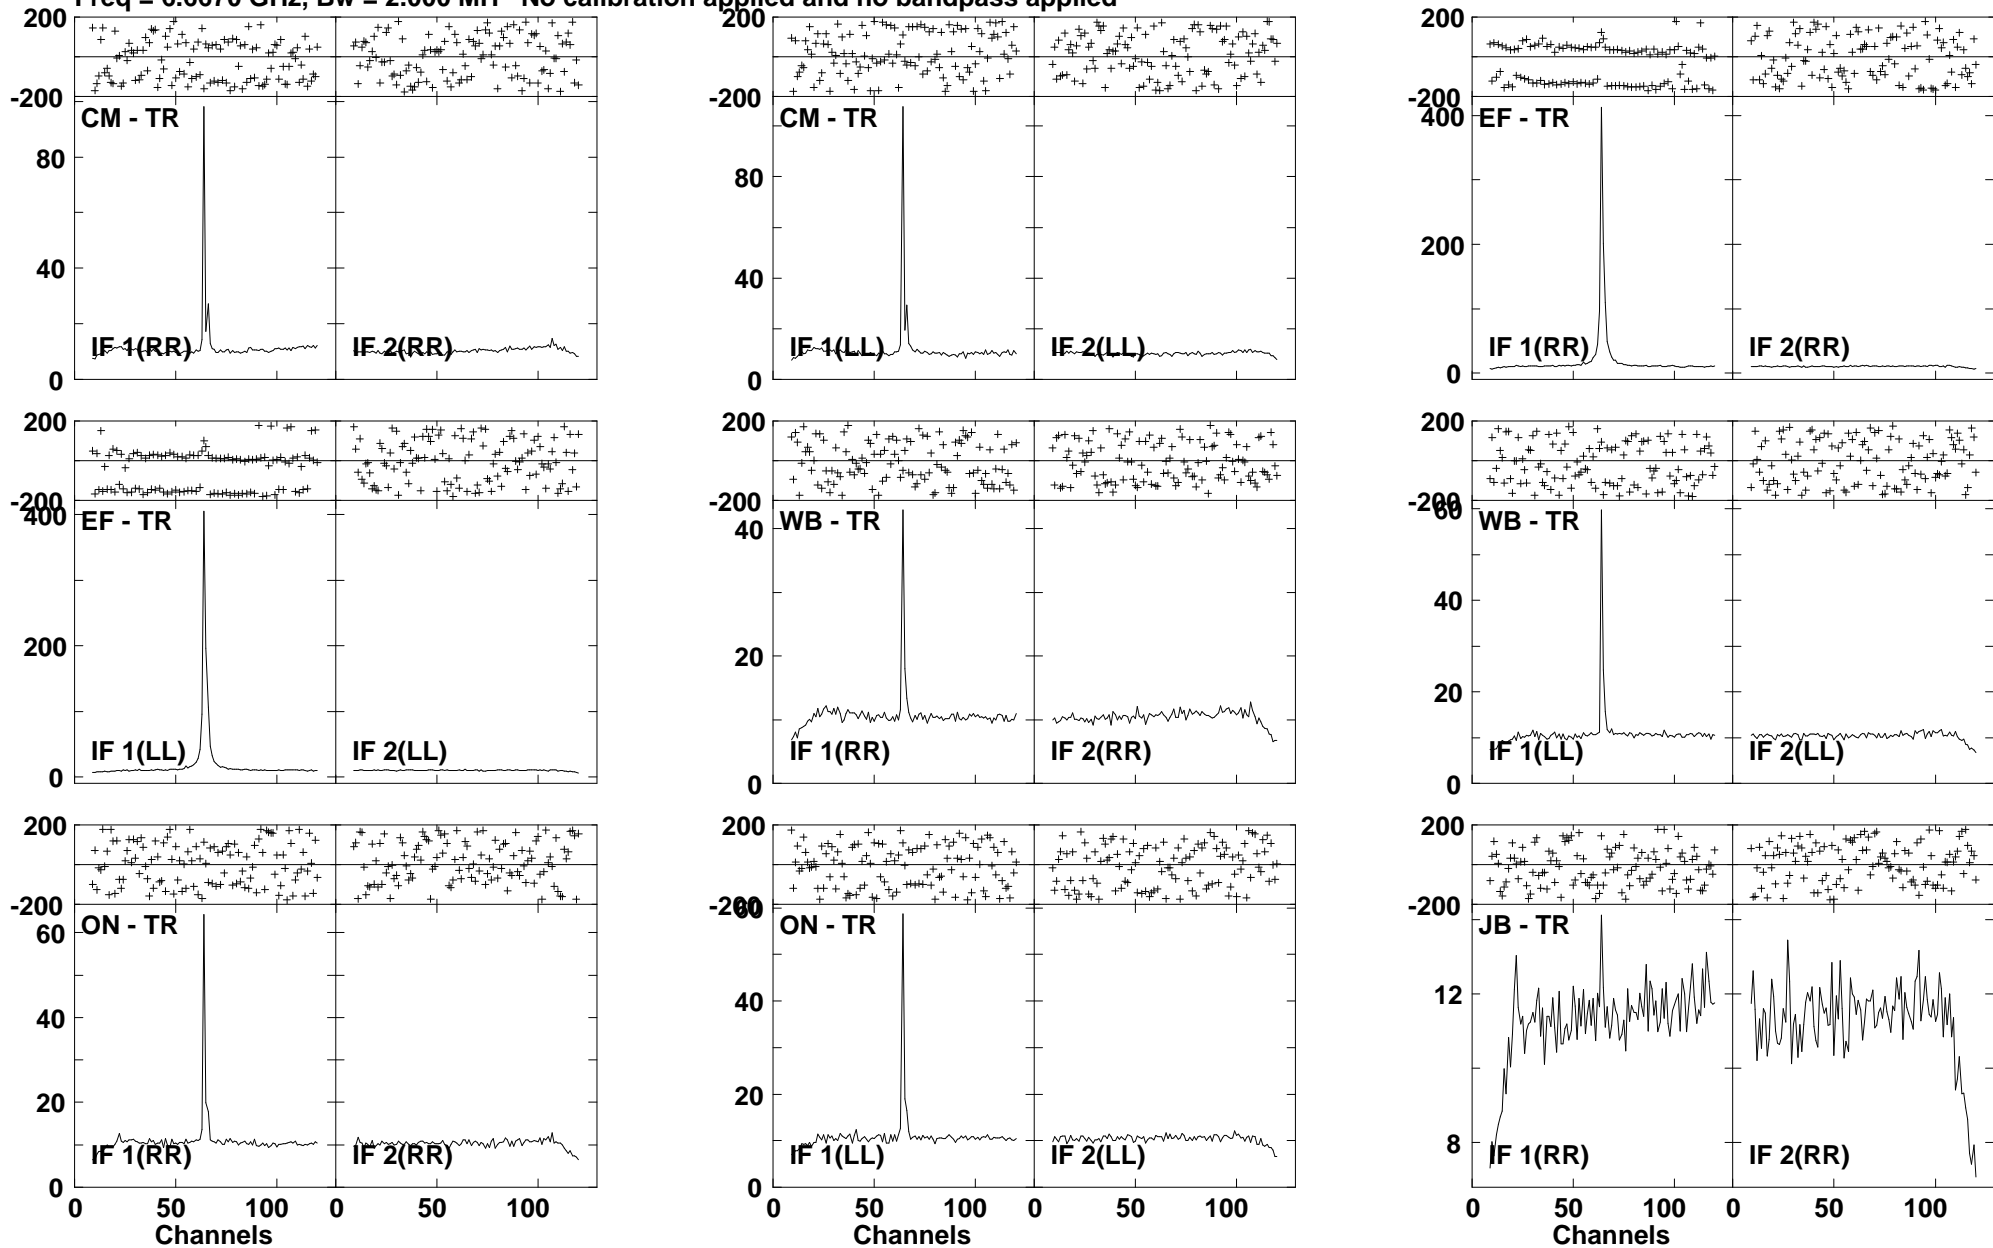 No calibration applied and no bandpass applied
200 200 200
-200 -200 -200
CM - TR CM - TR EF - TR
400
80 80
200
40 40
IF 1(RR) IF 2(RR) IF 1(LL) IF 2(LL) IF 1(RR) IF 2(RR)
0 0 0
200 200 200
-200 -200 -200
400 60
EF - TR WB - TR WB - TR
40
40
200
20
20
IF 1(LL) IF 2(LL) IF 1(RR) IF 2(RR) IF 1(LL) IF 2(LL)
0 0 0
200 200 200
-200 -200 -200
60
ON - TR ON - TR JB - TR
60
12
40 40
20 20
8
IF 1(RR) IF 2(RR) IF 1(LL) IF 2(LL) IF 1(RR) IF 2(RR)
0 0
0 50 100 0 50 100 0 50 100 0 50 100 0 50 100 0 50 100
Channels Channels Channels